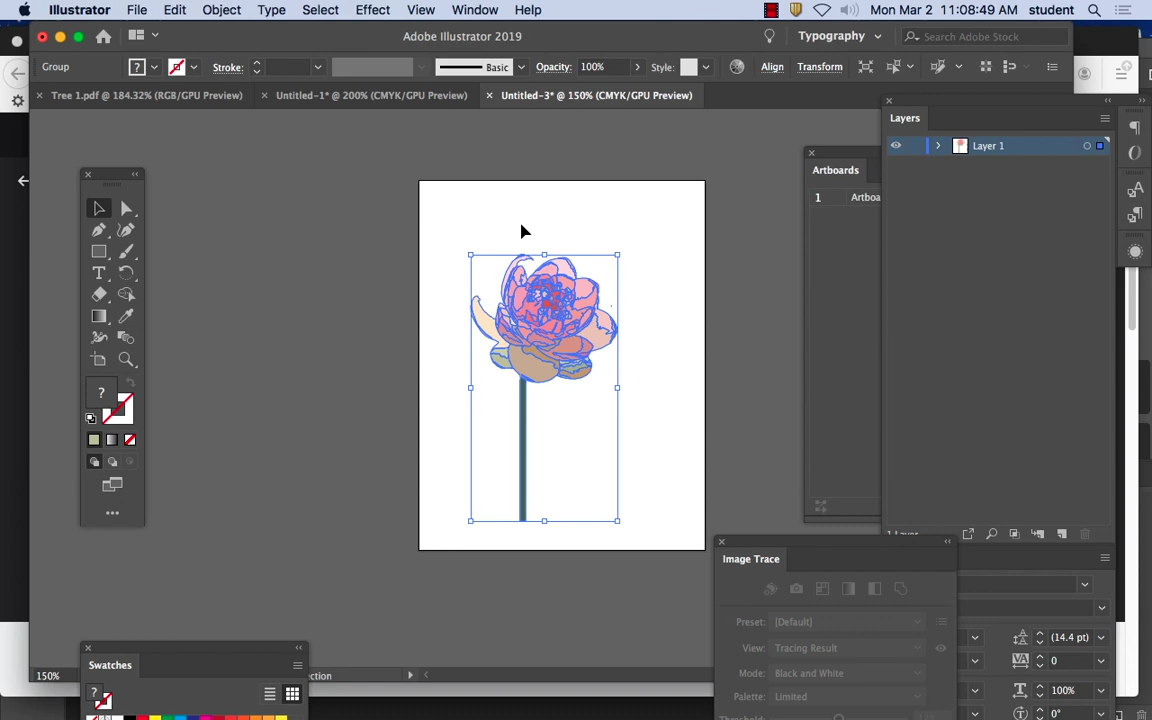 Illustrator File Edit Object Type Select Effect View Window Help Mon Mar 2 11:08:49 AM student
Adobe Illustrator 2019 Typography Search Adobe Stock
Group ? Stroke: Basic Opacity: 100% Style: Align Transform
Tree 1.pdf @ 184.32% (RGB/GPU Preview) Untitled-1* @ 200% (CMYK/GPU Preview) Untitled-3* @ 150% (CMYK/GPU Preview)
Layers
Layer 1
Artboards
1 Artboa
?
1 Layer
Image Trace
Preset: [Default]
View: Tracing Result
Mode: Black and White
Palette: Limited
Threshold:
(14.4 pt)
0
100%
0°
Swatches
?
150% ction